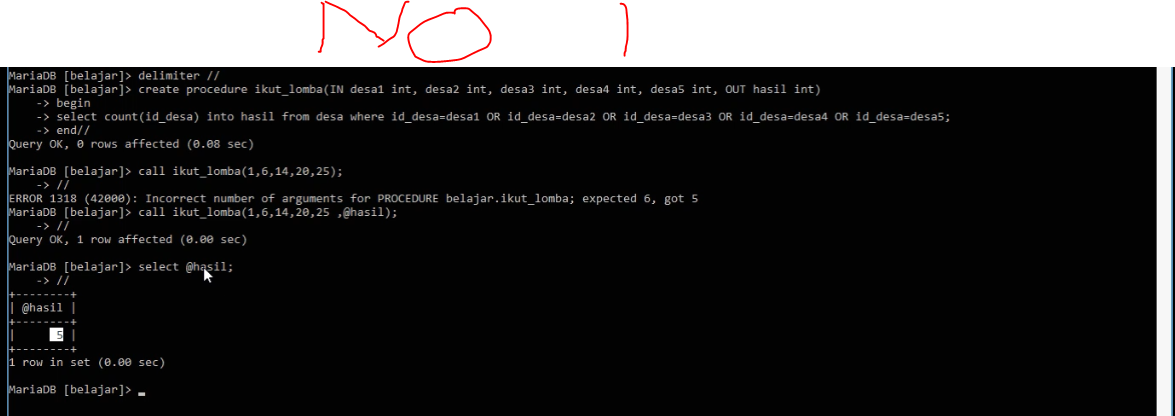 NO 1
MariaDB [belajar]> delimiter //
MariaDB [belajar]> create procedure ikut_lomba(IN desa1 int, desa2 int, desa3 int, desa4 int, desa5 int, OUT hasil int)
    -> begin
    -> select count(id_desa) into hasil from desa where id_desa=desa1 OR id_desa=desa2 OR id_desa=desa3 OR id_desa=desa4 OR id_desa=desa5;
    -> end//
Query OK, 0 rows affected (0.08 sec)
MariaDB [belajar]> call ikut_lomba(1,6,14,20,25);
    -> //
ERROR 1318 (42000): Incorrect number of arguments for PROCEDURE belajar.ikut_lomba; expected 6, got 5
MariaDB [belajar]> call ikut_lomba(1,6,14,20,25 ,@hasil);
    -> //
Query OK, 1 row affected (0.00 sec)
MariaDB [belajar]> select @hasil;
    -> //
+--------+
| @hasil |
+--------+
|      5 |
+--------+
1 row in set (0.00 sec)
MariaDB [belajar]> _